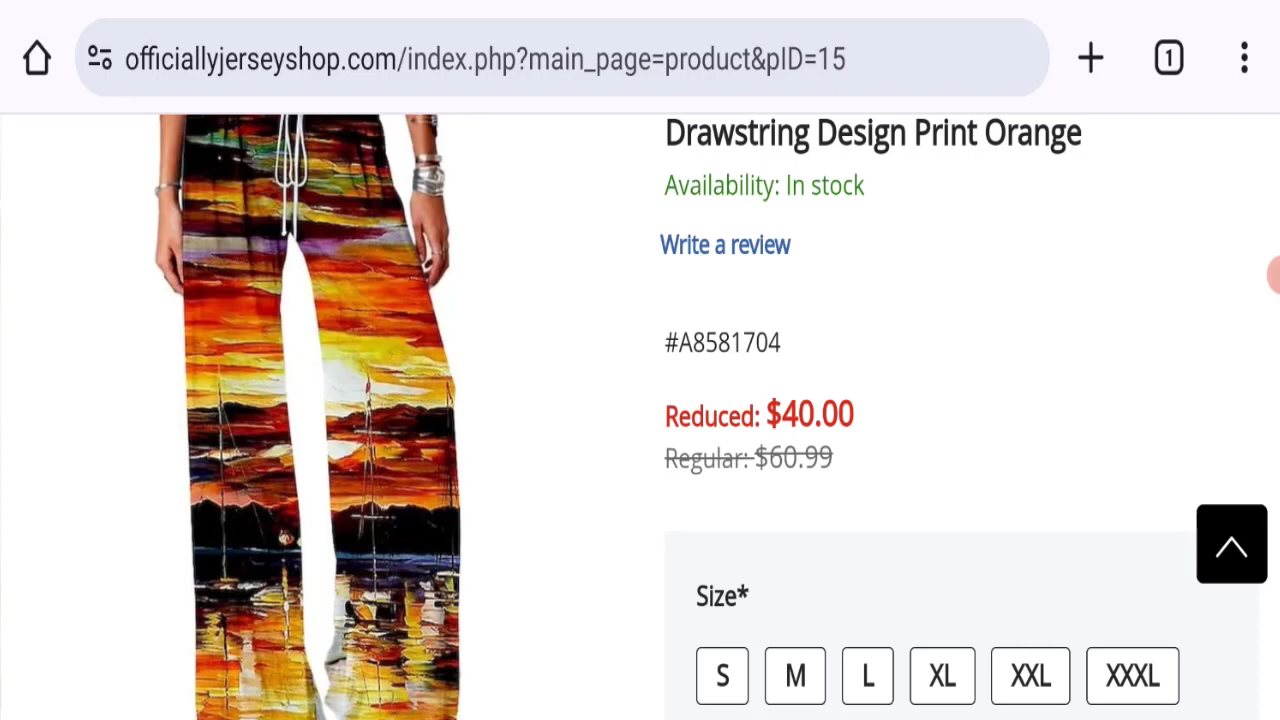 officiallyjerseyshop.com/index.php?main_page=product&pID=15
1
Drawstring Design Print Orange
Availability: In stock
Write a review
#A8581704
Reduced: $40.00
Regular: $60.99
Size*
S M L XL XXL XXXL